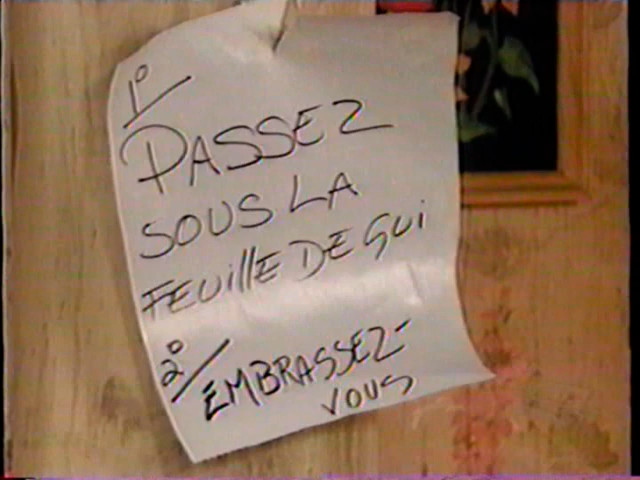 1°/
PASSEZ
SOUS LA
FEUILLE DE GUI
2°/ EMBRASSEZ-
VOUS